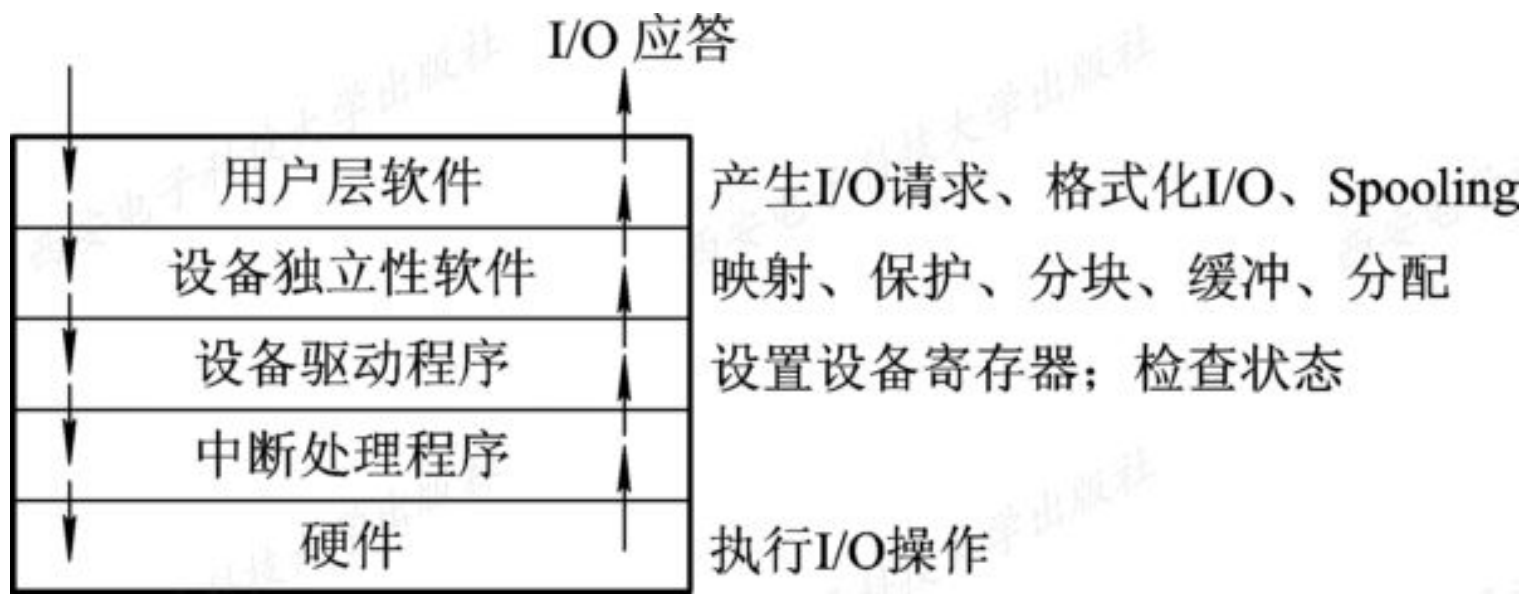 I/O 应答
用户层软件 产生I/O请求、格式化I/O、Spooling
设备独立性软件 映射、保护、分块、缓冲、分配
设备驱动程序 设置设备寄存器；检查状态
中断处理程序
硬件 执行I/O操作